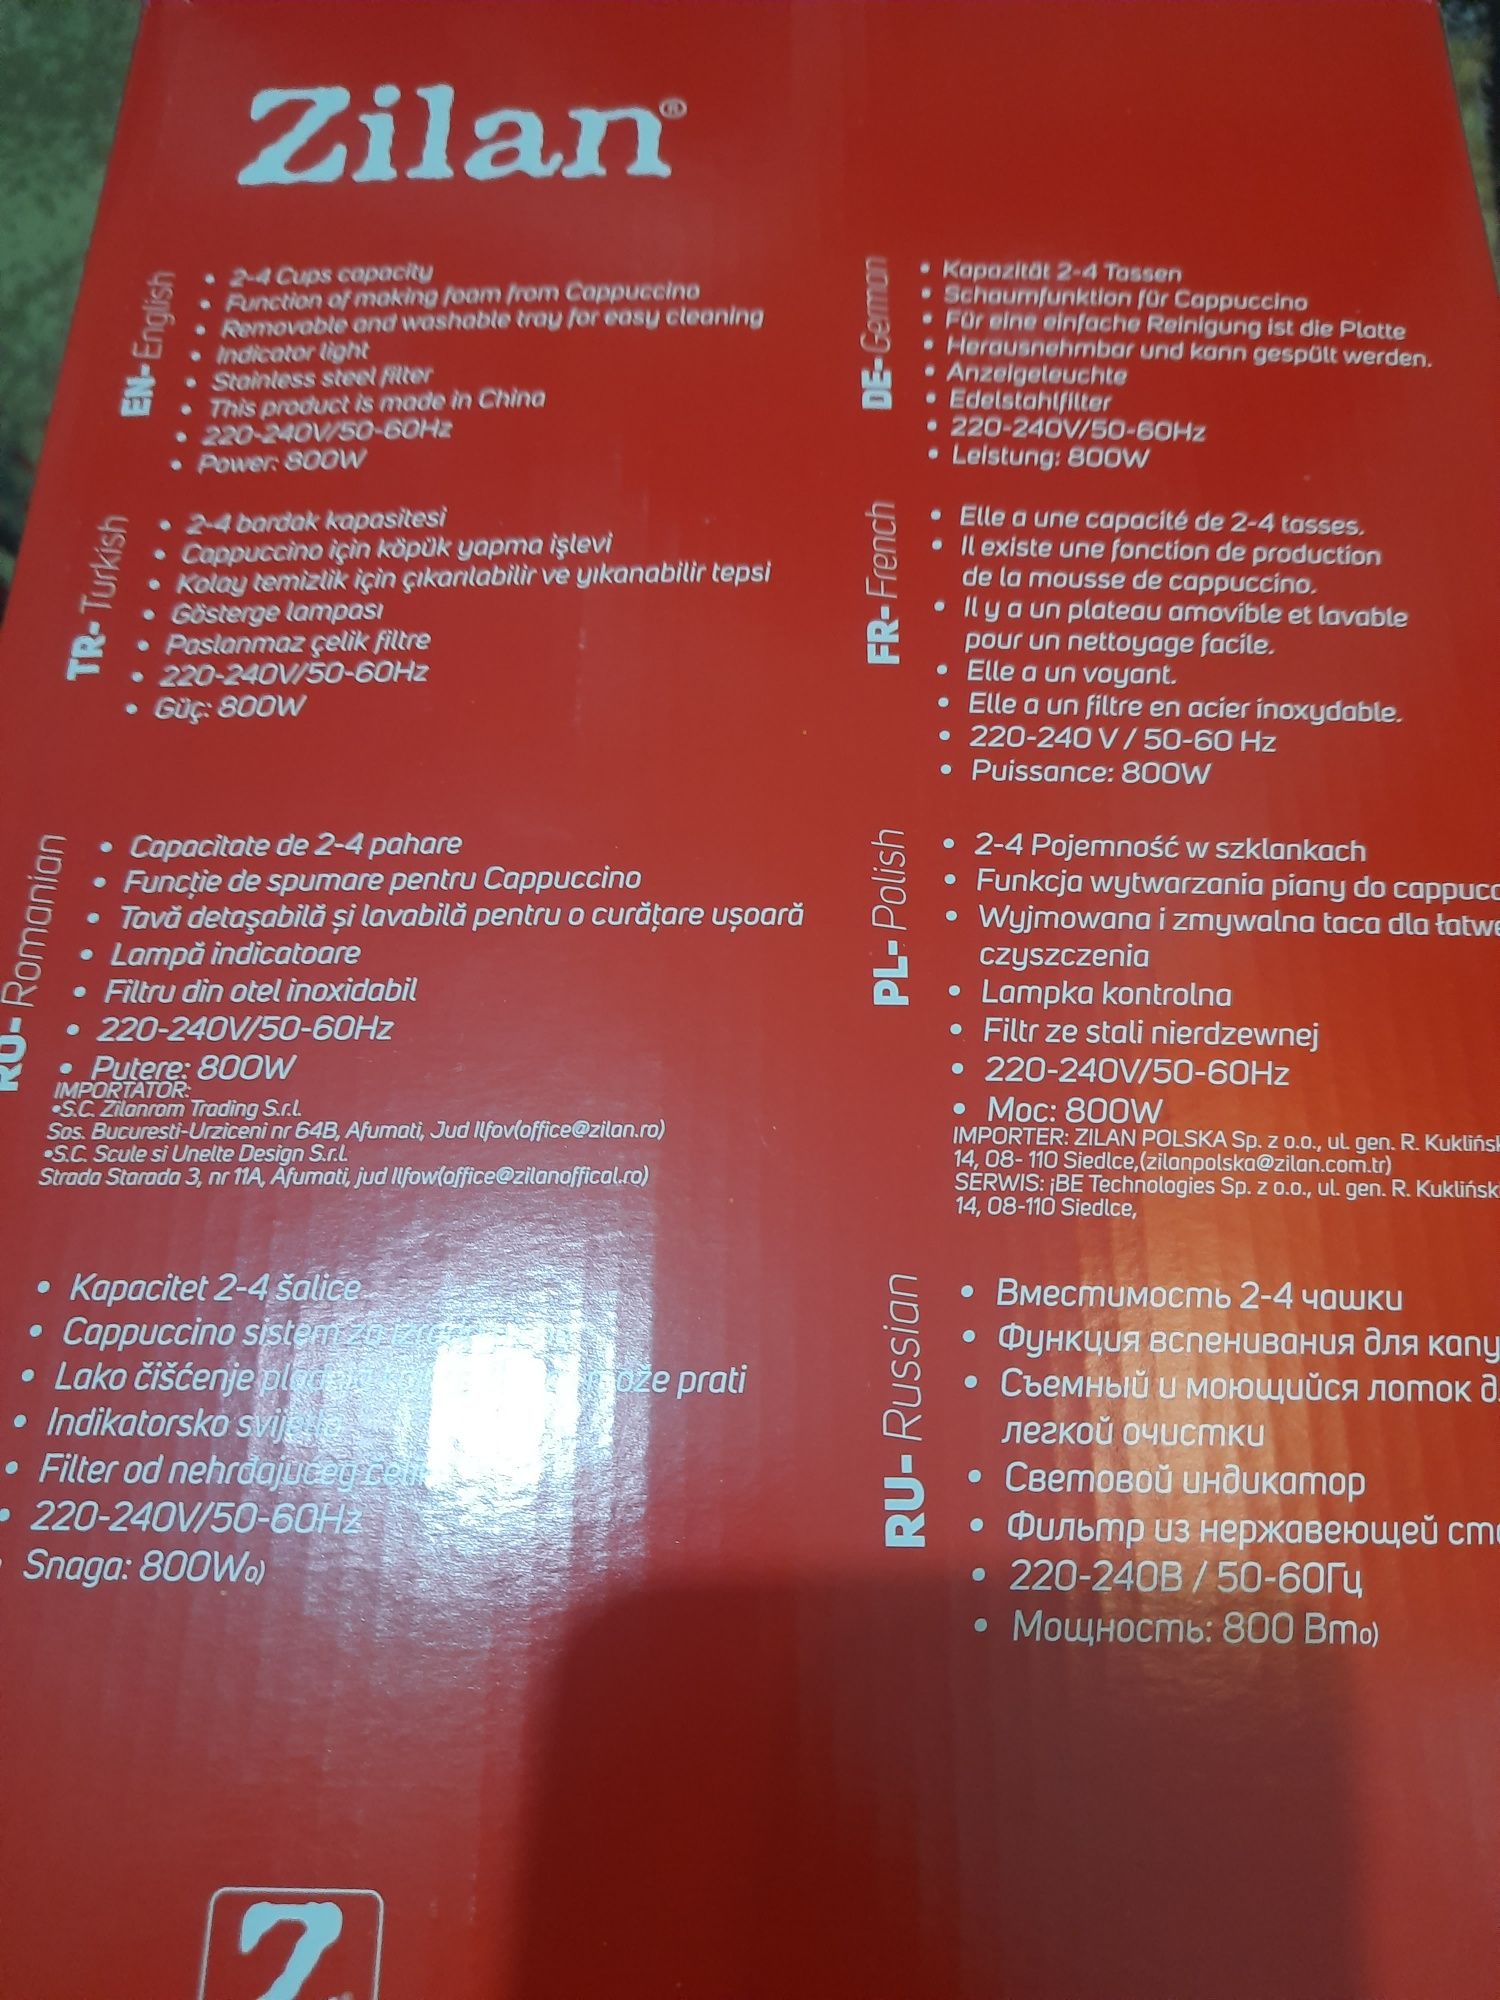 Zilan®
EN- English
• 2-4 Cups capacity
• Function of making foam from Cappuccino
• Removable and washable tray for easy cleaning
• Indicator light
• Stainless steel filter
• This product is made in China
• 220-240V/50-60Hz
• Power: 800W
DE- German
• Kapazität 2-4 Tassen
• Schaumfunktion für Cappuccino
• Für eine einfache Reinigung ist die Platte
• Herausnehmbar und kann gespült werden.
• Anzeigeleuchte
• Edelstahlfilter
• 220-240V/50-60Hz
• Leistung: 800W
TR- Turkish
• 2-4 bardak kapasitesi
• Cappuccino için köpük yapma işlevi
• Kolay temizlik için çıkarılabilir ve yıkanabilir tepsi
• Gösterge lampası
• Paslanmaz çelik filtre
• 220-240V/50-60Hz
• Güç: 800W
FR- French
• Elle a une capacité de 2-4 tasses.
• Il existe une fonction de production
de la mousse de cappuccino.
• Il y a un plateau amovible et lavable
pour un nettoyage facile.
• Elle a un voyant.
• Elle a un filtre en acier inoxydable.
• 220-240 V / 50-60 Hz
• Puissance: 800W
RO- Romanian
• Capacitate de 2-4 pahare
• Funcție de spumare pentru Cappuccino
• Tavă detașabilă și lavabilă pentru o curățare ușoară
• Lampă indicatoare
• Filtru din otel inoxidabil
• 220-240V/50-60Hz
• Putere: 800W
IMPORTATOR:
•S.C. Zilanrom Trading S.r.l.
Sos. Bucuresti-Urziceni nr 64B, Afumati, Jud Ilfov(office@zilan.ro)
•S.C. Scule si Unelte Design S.r.l.
Strada Starada 3, nr 11A, Afumati, jud Ilfow(office@zilanoffical.ro)
PL- Polish
• 2-4 Pojemność w szklankach
• Funkcja wytwarzania piany do cappucc
• Wyjmowana i zmywalna taca dla łatwe
czyszczenia
• Lampka kontrolna
• Filtr ze stali nierdzewnej
• 220-240V/50-60Hz
• Moc: 800W
IMPORTER: ZILAN POLSKA Sp. z o.o., ul. gen. R. Kuklińsk
14, 08- 110 Siedlce,(zilanpolska@zilan.com.tr)
SERWIS: ¡BE Technologies Sp. z o.o., ul. gen. R. Kuklińsk
14, 08-110 Siedlce,
• Kapacitet 2-4 šalice
• Cappuccino sistem za
• Lako čišćenje može prati
• Indikatorsko svijetlo
• Filter od nehrđajućeg
• 220-240V/50-60Hz
Snaga: 800Wo)
RU- Russian
• Вместимость 2-4 чашки
• Функция вспенивания для капу
• Съемный и моющийся лоток д
легкой очистки
• Световой индикатор
• Фильтр из нержавеющей ст
• 220-240В / 50-60Гц
• Мощность: 800 Вто)
Z